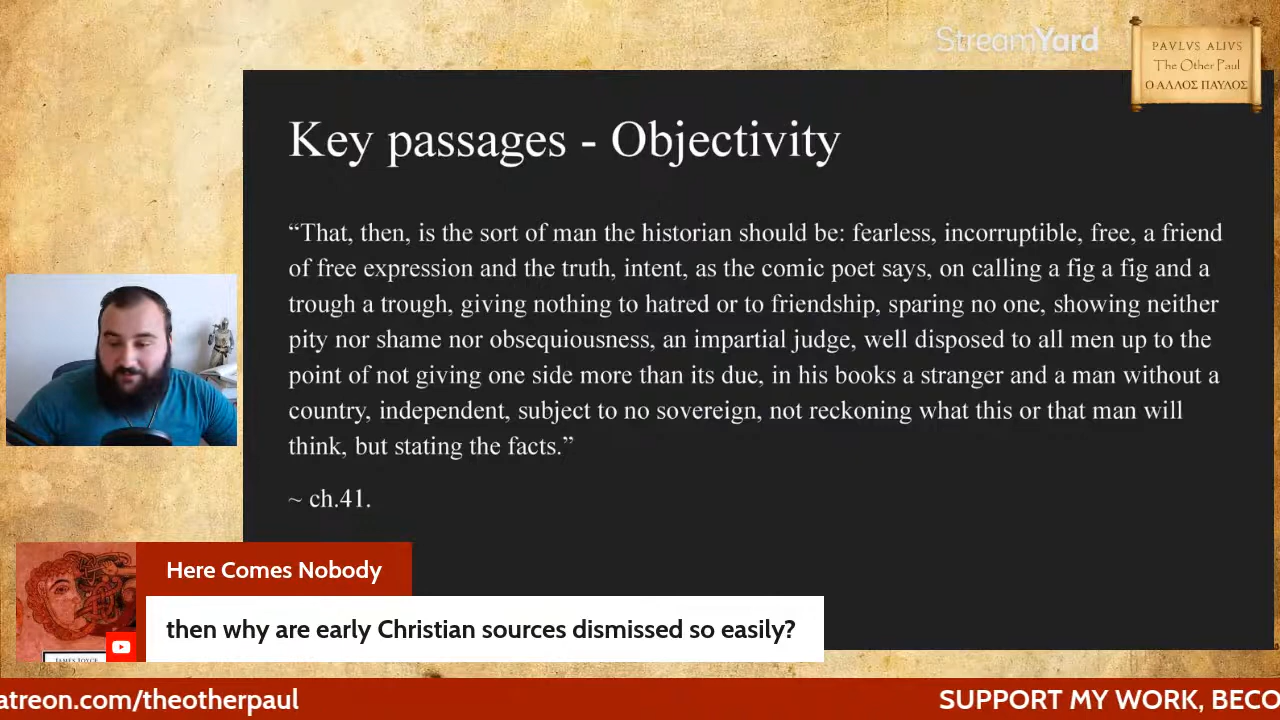 StreamYard
PAVLVS ALIVS
The Other Paul
Ο ΑΛΛΟΣ ΠΑΥΛΟΣ
Key passages - Objectivity
“That, then, is the sort of man the historian should be: fearless, incorruptible, free, a friend
of free expression and the truth, intent, as the comic poet says, on calling a fig a fig and a
trough a trough, giving nothing to hatred or to friendship, sparing no one, showing neither
pity nor shame nor obsequiousness, an impartial judge, well disposed to all men up to the
point of not giving one side more than its due, in his books a stranger and a man without a
country, independent, subject to no sovereign, not reckoning what this or that man will
think, but stating the facts.”
~ ch.41.
Here Comes Nobody
then why are early Christian sources dismissed so easily?
JAMES JOYCE
atreon.com/theotherpaul
SUPPORT MY WORK, BECO